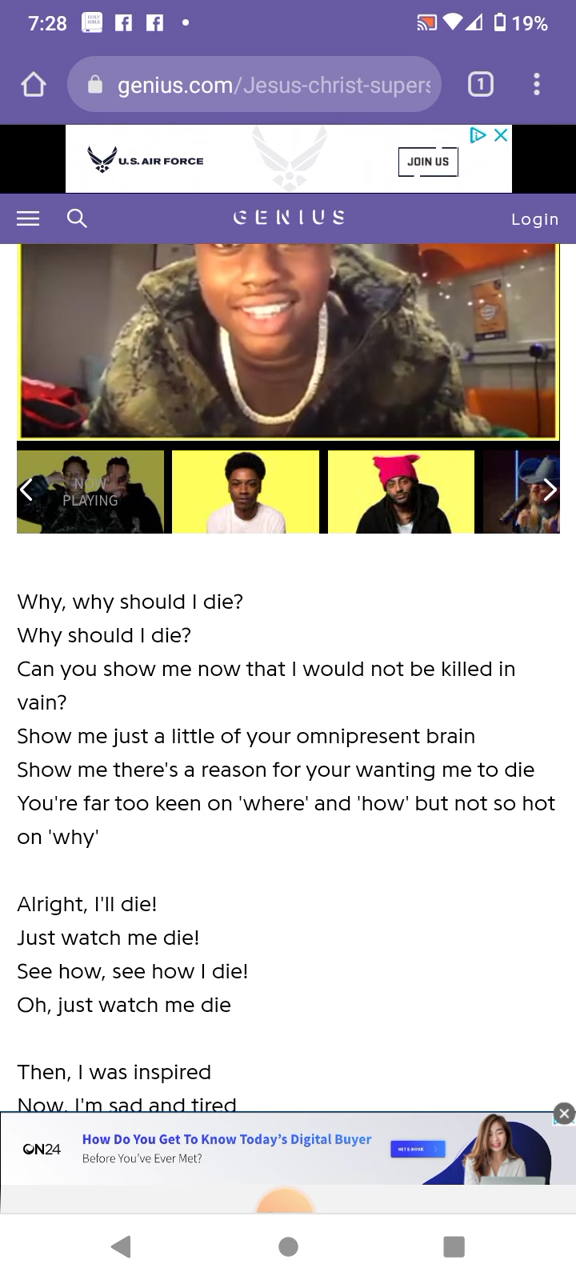 7:28
19%
genius.com/Jesus-christ-supers
1
U.S. AIR FORCE
JOIN US
GENIUS
Login
NOW
PLAYING
Why, why should I die?
Why should I die?
Can you show me now that I would not be killed in
vain?
Show me just a little of your omnipresent brain
Show me there's a reason for your wanting me to die
You're far too keen on 'where' and 'how' but not so hot
on 'why'
Alright, I'll die!
Just watch me die!
See how, see how I die!
Oh, just watch me die
Then, I was inspired
Now, I'm sad and tired
ON24
How Do You Get To Know Today's Digital Buyer
Before You've Ever Met?